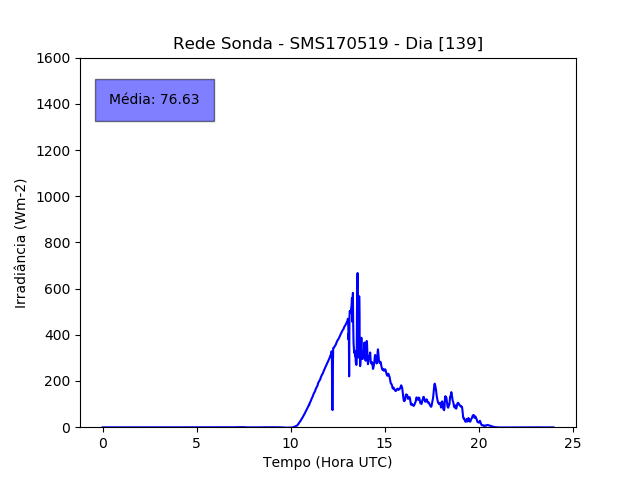 Rede Sonda - SMS170519 - Dia [139]
1600
1400
1200
1000
800
600
400
200
0
Média: 76.63
Irradiância (Wm-2)
0 5 10 15 20 25
Tempo (Hora UTC)